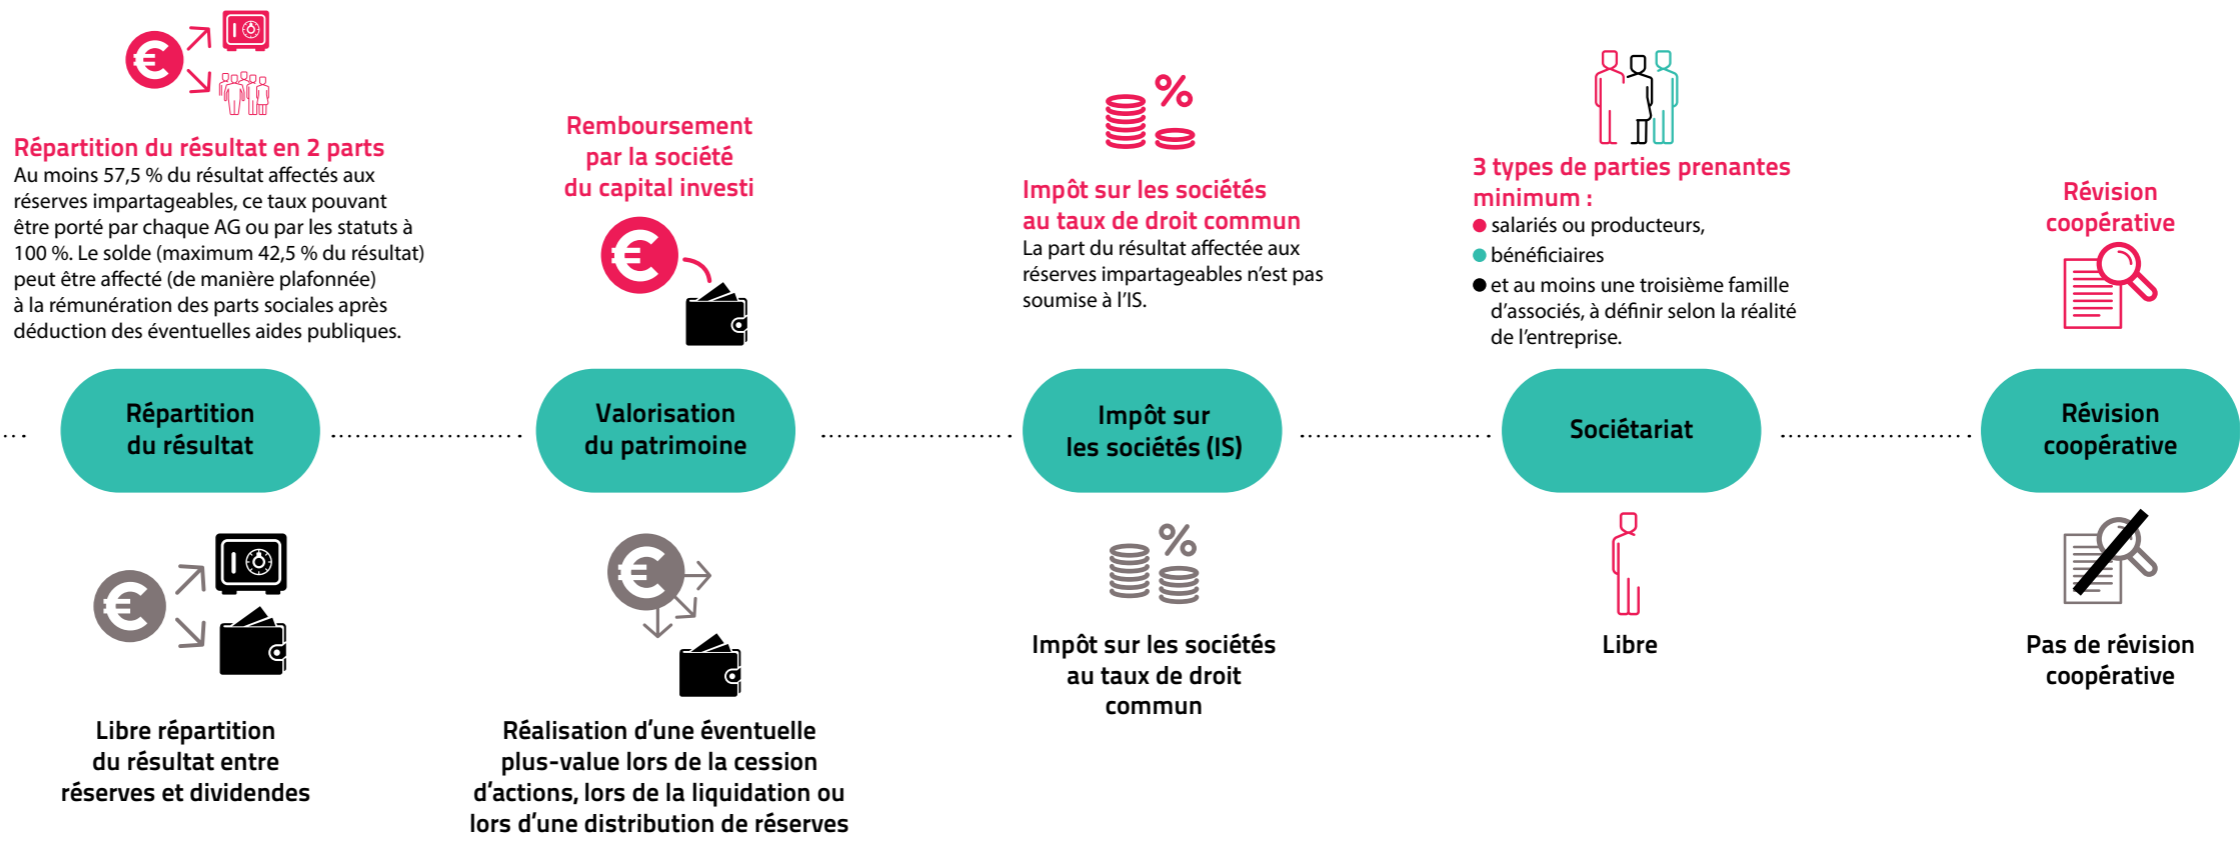 Répartition du résultat en 2 parts
Au moins 57,5 % du résultat affectés aux
réserves impartageables, ce taux pouvant
être porté par chaque AG ou par les statuts à
100 %. Le solde (maximum 42,5 % du résultat)
peut être affecté (de manière plafonnée)
à la rémunération des parts sociales après
déduction des éventuelles aides publiques.
Remboursement
par la société
du capital investi
%
Impôt sur les sociétés
au taux de droit commun
La part du résultat affectée aux
réserves impartageables n'est pas
soumise à l'IS.
3 types de parties prenantes
minimum :
salariés ou producteurs,
bénéficiaires
et au moins une troisième famille
d'associés, à définir selon la réalité
de l'entreprise.
Révision
coopérative
Répartition
du résultat
Valorisation
du patrimoine
Impôt sur
les sociétés (IS)
Sociétariat
Révision
coopérative
Libre répartition
du résultat entre
réserves et dividendes
Réalisation d'une éventuelle
plus-value lors de la cession
d'actions, lors de la liquidation ou
lors d'une distribution de réserves
%
Impôt sur les sociétés
au taux de droit
commun
Libre
Pas de révision
coopérative